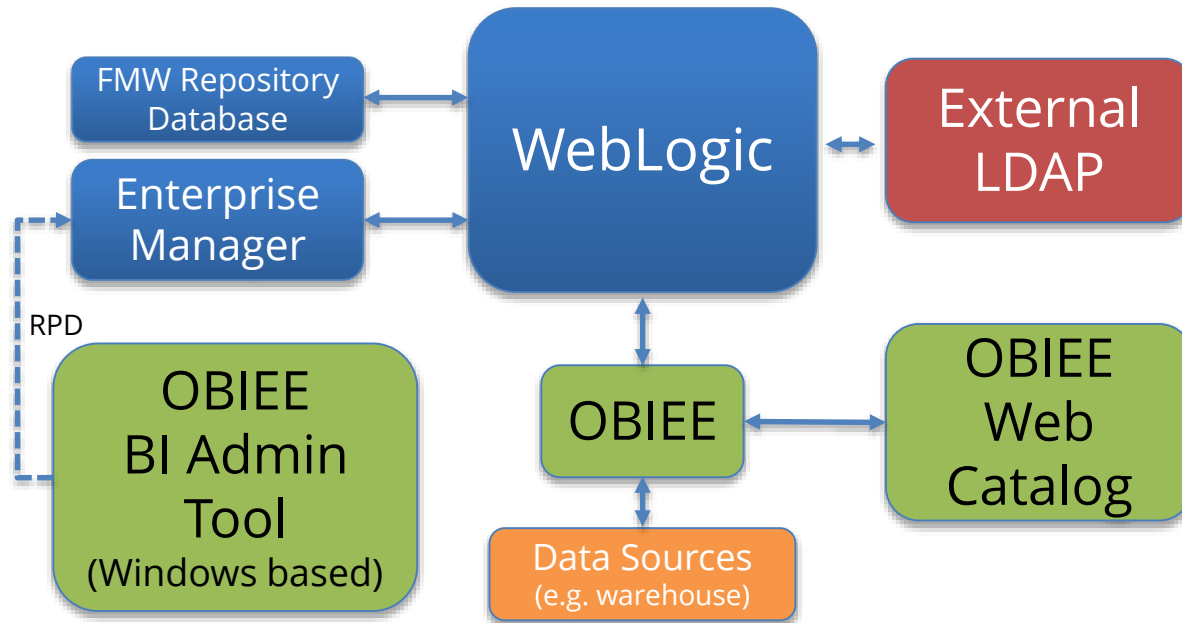 FMW Repository
Database
WebLogic
External
LDAP
Enterprise
Manager
RPD
OBIEE
BI Admin
Tool
(Windows based)
OBIEE
OBIEE
Web
Catalog
Data Sources
(e.g. warehouse)